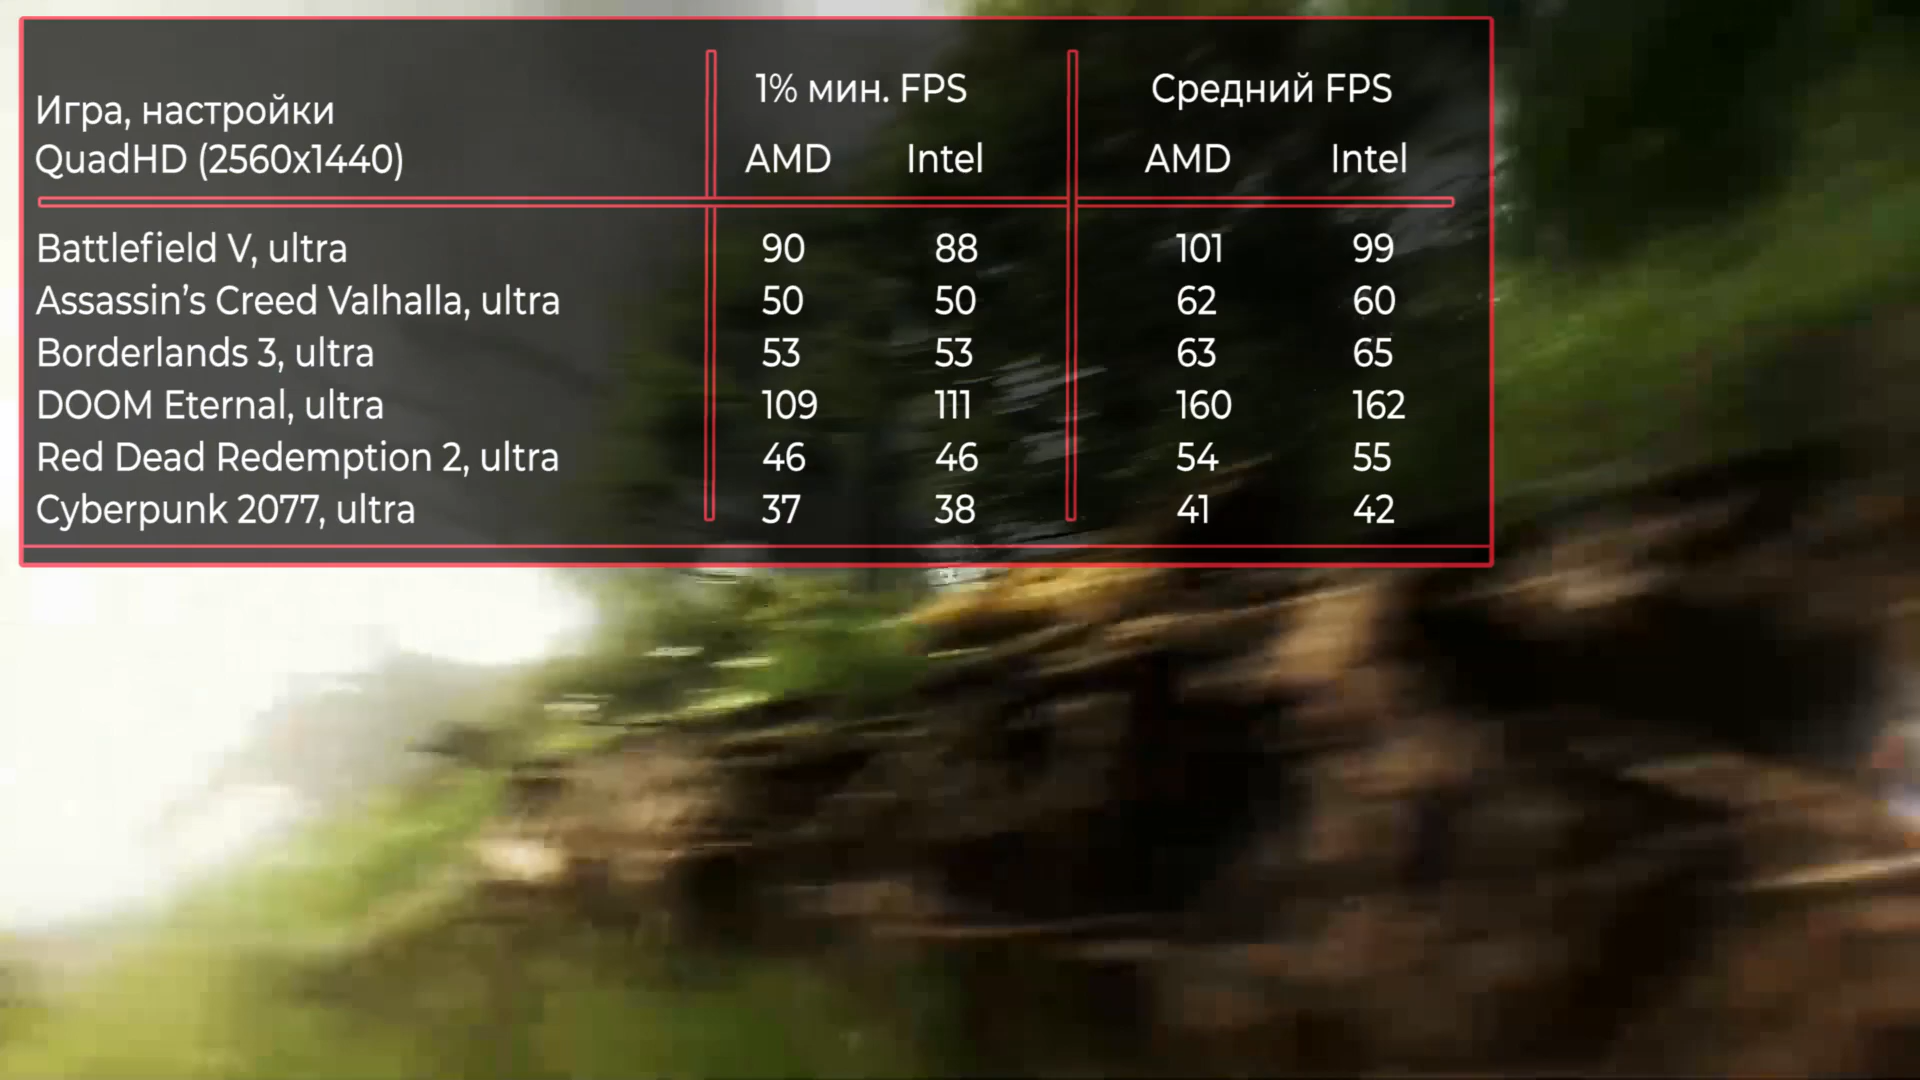 1% мин. FPS Средний FPS
Игра, настройки
QuadHD (2560x1440) AMD Intel AMD Intel
Battlefield V, ultra 90 88 101 99
Assassin’s Creed Valhalla, ultra 50 50 62 60
Borderlands 3, ultra 53 53 63 65
DOOM Eternal, ultra 109 111 160 162
Red Dead Redemption 2, ultra 46 46 54 55
Cyberpunk 2077, ultra 37 38 41 42